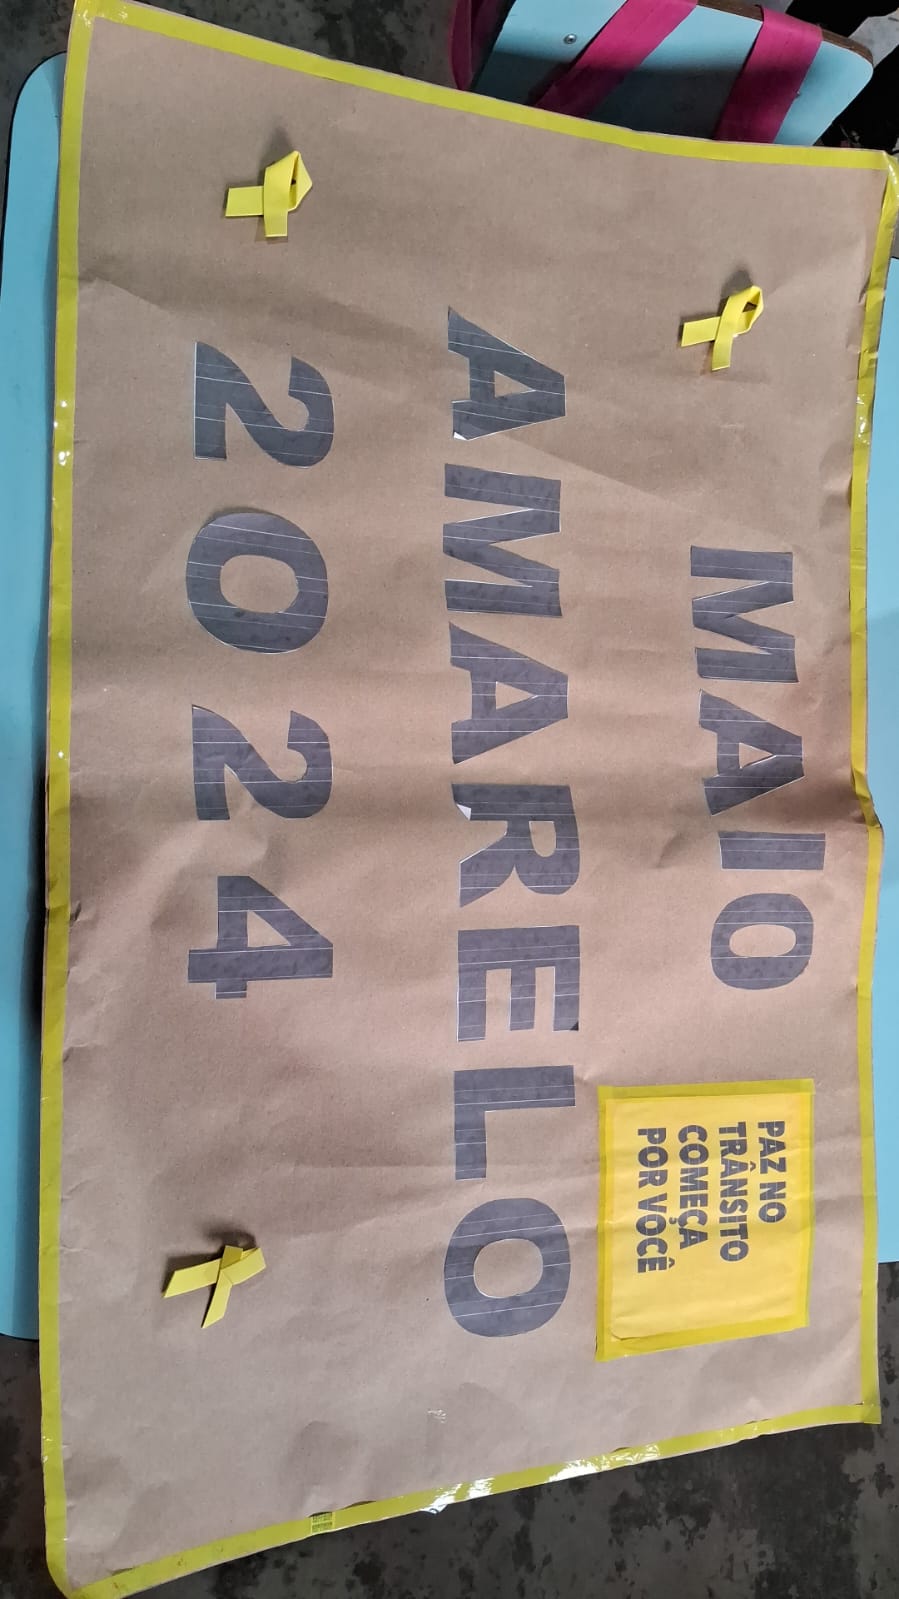 MAIO
AMARELO
2024
PAZ NO
TRÂNSITO
COMEÇA
POR VOCÊ